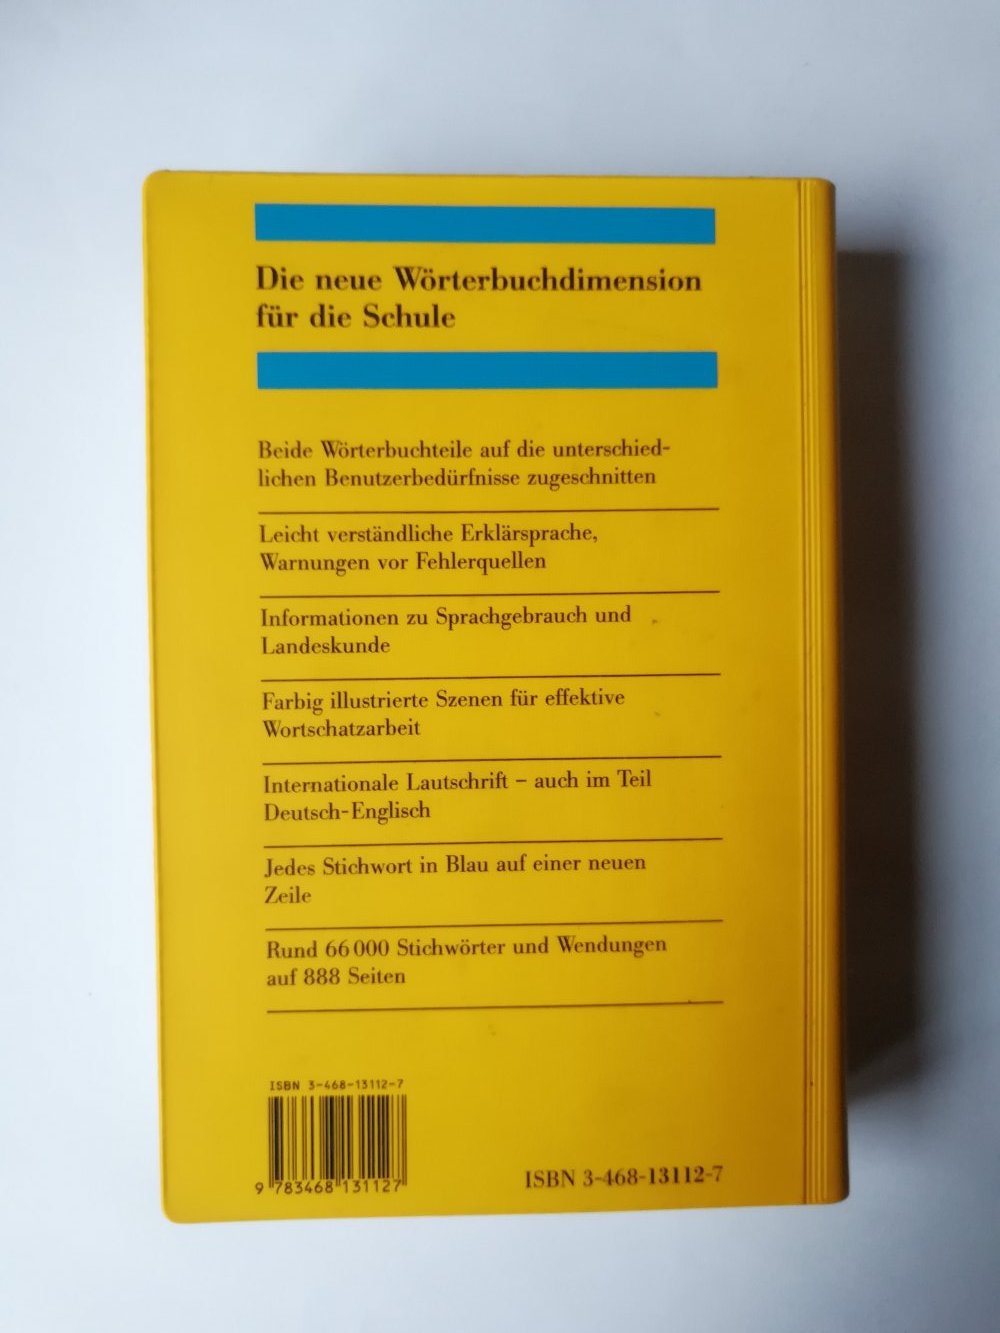 Die neue Wörterbuchdimension
für die Schule
Beide Wörterbuchteile auf die unterschied-
lichen Benutzerbedürfnisse zugeschnitten
Leicht verständliche Erklärsprache,
Warnungen vor Fehlerquellen
Informationen zu Sprachgebrauch und
Landeskunde
Farbig illustrierte Szenen für effektive
Wortschatzarbeit
Internationale Lautschrift – auch im Teil
Deutsch-Englisch
Jedes Stichwort in Blau auf einer neuen
Zeile
Rund 66 000 Stichwörter und Wendungen
auf 888 Seiten
ISBN 3-468-13112-7
9 783468 131127
ISBN 3-468-13112-7